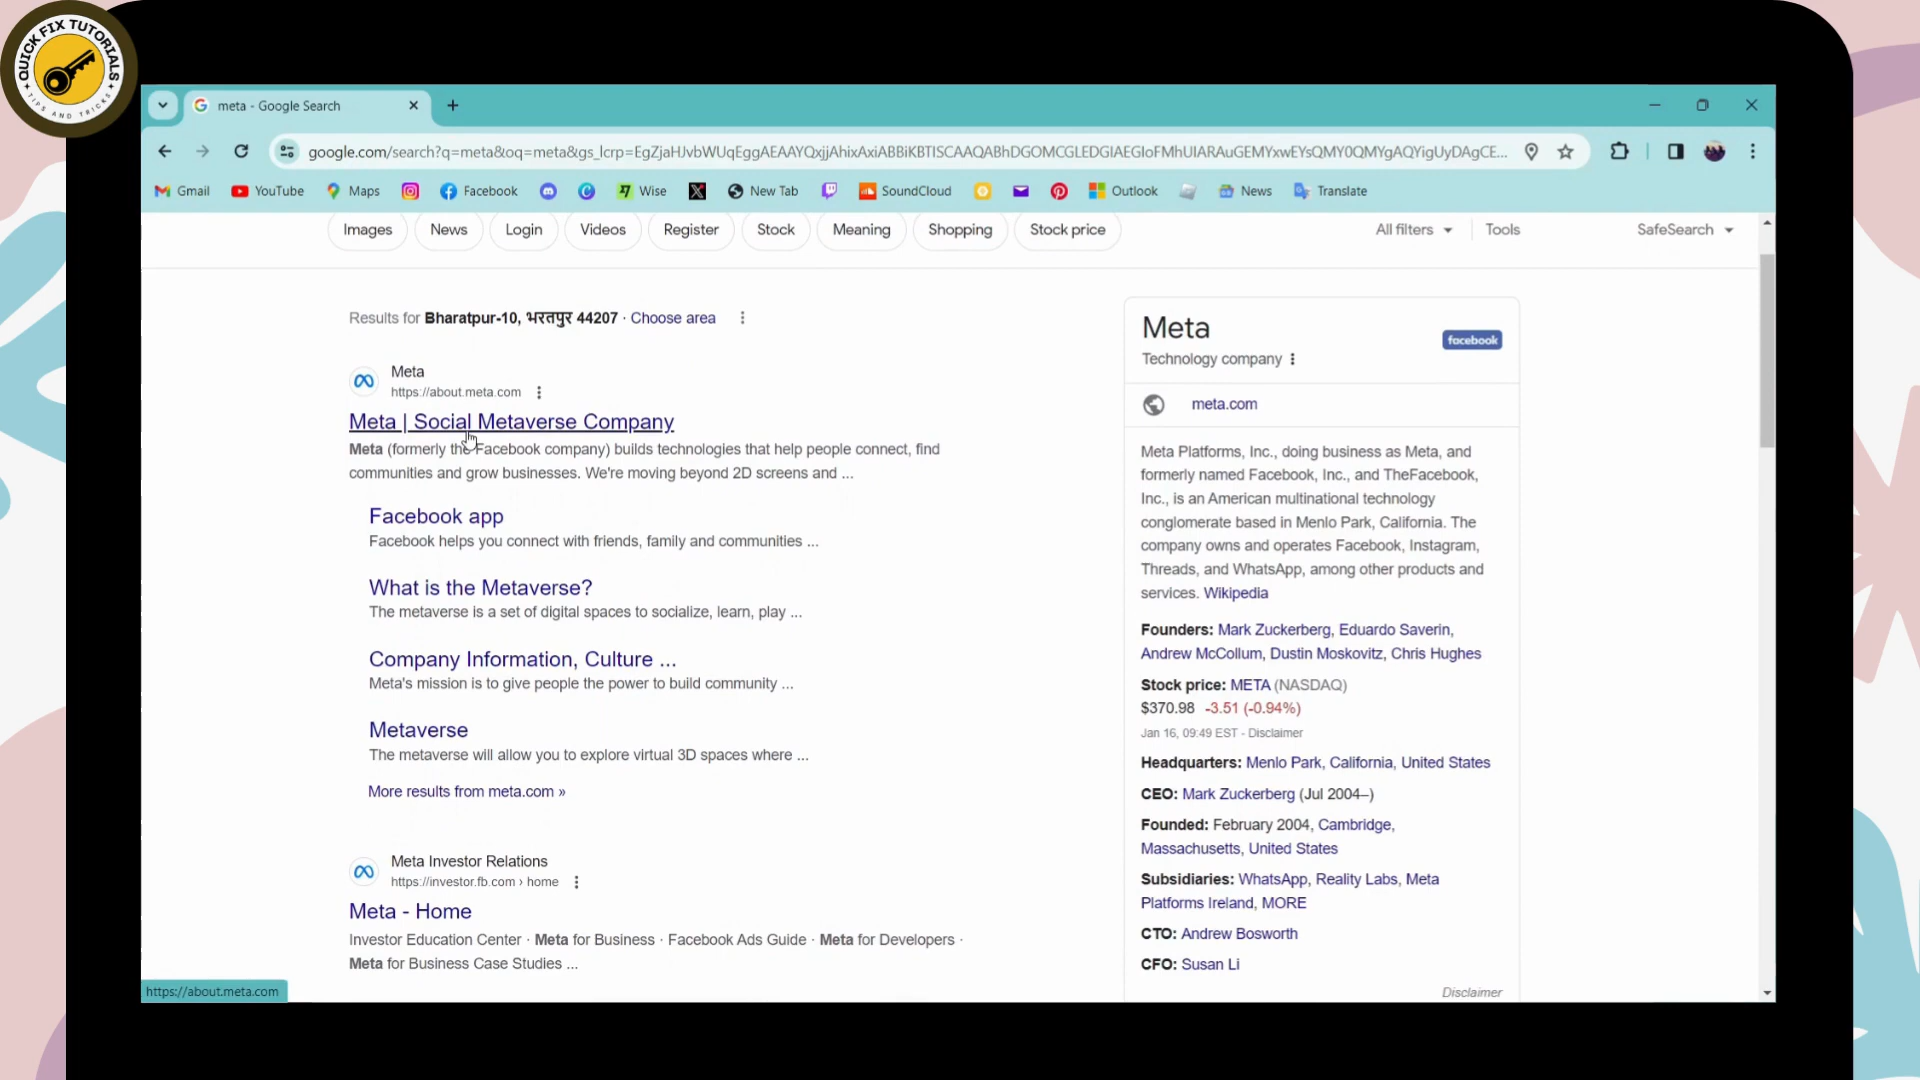 QUICK FIX TUTORIALS
TIPS AND TRICKS
meta - Google Search
google.com/search?q=meta&oq=meta&gs_lcrp=EgZjaHJvbWUqEggAEAAYQxjjAhixAxiABBiKBTISCAAQABhDGOMCGLEDGIAEGIoFMhUIARAuGEMYxwEYsQMY0QMYgAQYigUyDAgCE...
Gmail YouTube Maps Facebook Wise New Tab SoundCloud Outlook News Translate
Images News Login Videos Register Stock Meaning Shopping Stock price All filters Tools SafeSearch
Results for Bharatpur-10, भरतपुर 44207 · Choose area
Meta
https://about.meta.com
Meta | Social Metaverse Company
Meta (formerly the Facebook company) builds technologies that help people connect, find
communities and grow businesses. We're moving beyond 2D screens and ...
Facebook app
Facebook helps you connect with friends, family and communities ...
What is the Metaverse?
The metaverse is a set of digital spaces to socialize, learn, play ...
Company Information, Culture ...
Meta's mission is to give people the power to build community ...
Metaverse
The metaverse will allow you to explore virtual 3D spaces where ...
More results from meta.com »
Meta Investor Relations
https://investor.fb.com › home
Meta - Home
Investor Education Center · Meta for Business · Facebook Ads Guide · Meta for Developers ·
Meta for Business Case Studies ...
https://about.meta.com
Meta
Technology company
facebook
meta.com
Meta Platforms, Inc., doing business as Meta, and
formerly named Facebook, Inc., and TheFacebook,
Inc., is an American multinational technology
conglomerate based in Menlo Park, California. The
company owns and operates Facebook, Instagram,
Threads, and WhatsApp, among other products and
services. Wikipedia
Founders: Mark Zuckerberg, Eduardo Saverin,
Andrew McCollum, Dustin Moskovitz, Chris Hughes
Stock price: META (NASDAQ)
$370.98 -3.51 (-0.94%)
Jan 16, 09:49 EST - Disclaimer
Headquarters: Menlo Park, California, United States
CEO: Mark Zuckerberg (Jul 2004–)
Founded: February 2004, Cambridge,
Massachusetts, United States
Subsidiaries: WhatsApp, Reality Labs, Meta
Platforms Ireland, MORE
CTO: Andrew Bosworth
CFO: Susan Li
Disclaimer